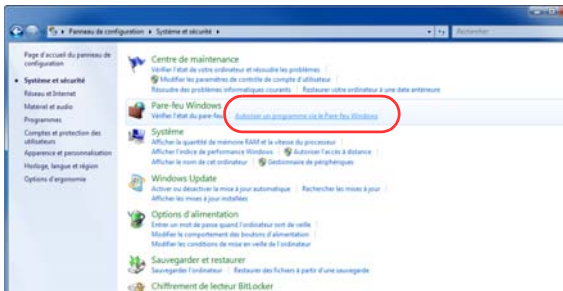 Panneau de configuration ▸ Système et sécurité ▸
Rechercher
Page d'accueil du panneau de
configuration
Système et sécurité
Réseau et Internet
Matériel et audio
Programmes
Comptes et protection des
utilisateurs
Apparence et personnalisation
Horloge, langue et région
Options d'ergonomie
Centre de maintenance
Vérifier l'état de votre ordinateur et résoudre les problèmes
Modifier les paramètres de contrôle de compte d'utilisateur
Résoudre des problèmes informatiques courants | Restaurer votre ordinateur à une date antérieure
Pare-feu Windows
Vérifier l'état du pare-feu Autoriser un programme via le Pare-feu Windows
Système
Afficher la quantité de mémoire RAM et la vitesse du processeur
Afficher l'indice de performance Windows | Autoriser l'accès à distance
Afficher le nom de cet ordinateur | Gestionnaire de périphériques
Windows Update
Activer ou désactiver la mise à jour automatique | Rechercher les mises à jour
Afficher les mises à jour installées
Options d'alimentation
Entrer un mot de passe quand l'ordinateur sort de veille
Modifier le comportement des boutons d'alimentation
Modifier les conditions de mise en veille de l'ordinateur
Sauvegarder et restaurer
Sauvegarder l'ordinateur | Restaurer des fichiers à partir d'une sauvegarde
Chiffrement de lecteur BitLocker